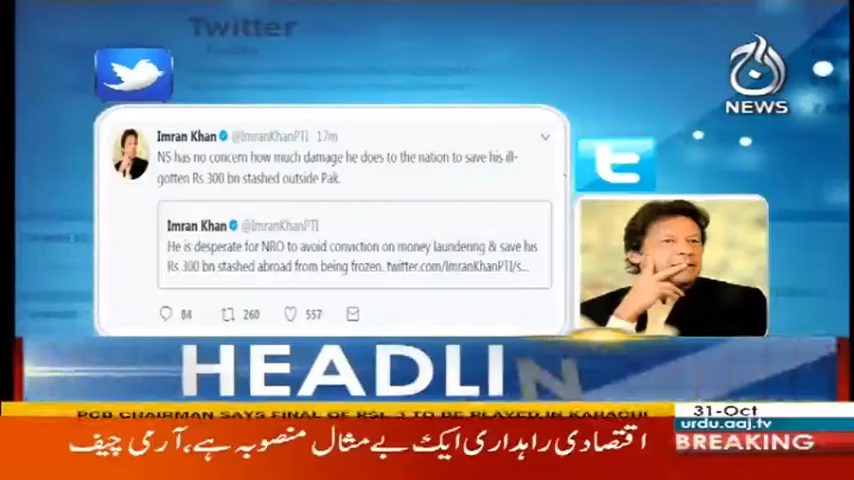 Twitter
آج
NEWS
Imran Khan @ImranKhanPTI 17m
NS has no concern how much damage he does to the nation to save his ill-
gotten Rs 300 bn stashed outside Pak.
Imran Khan @ImranKhanPTI
He is desperate for NRO to avoid conviction on money laundering & save his
Rs 300 bn stashed abroad from being frozen. twitter.com/ImranKhanPTI/s...
84 260 557
HEADLIN
PCB CHAIRMAN SAYS FINAL OF PSL 3 TO BE PLAYED IN KARACHI
31-Oct
urdu.aaj.tv
BREAKING
اقتصادی راہداری ایک بے مثال منصوبہ ہے، آرمی چیف